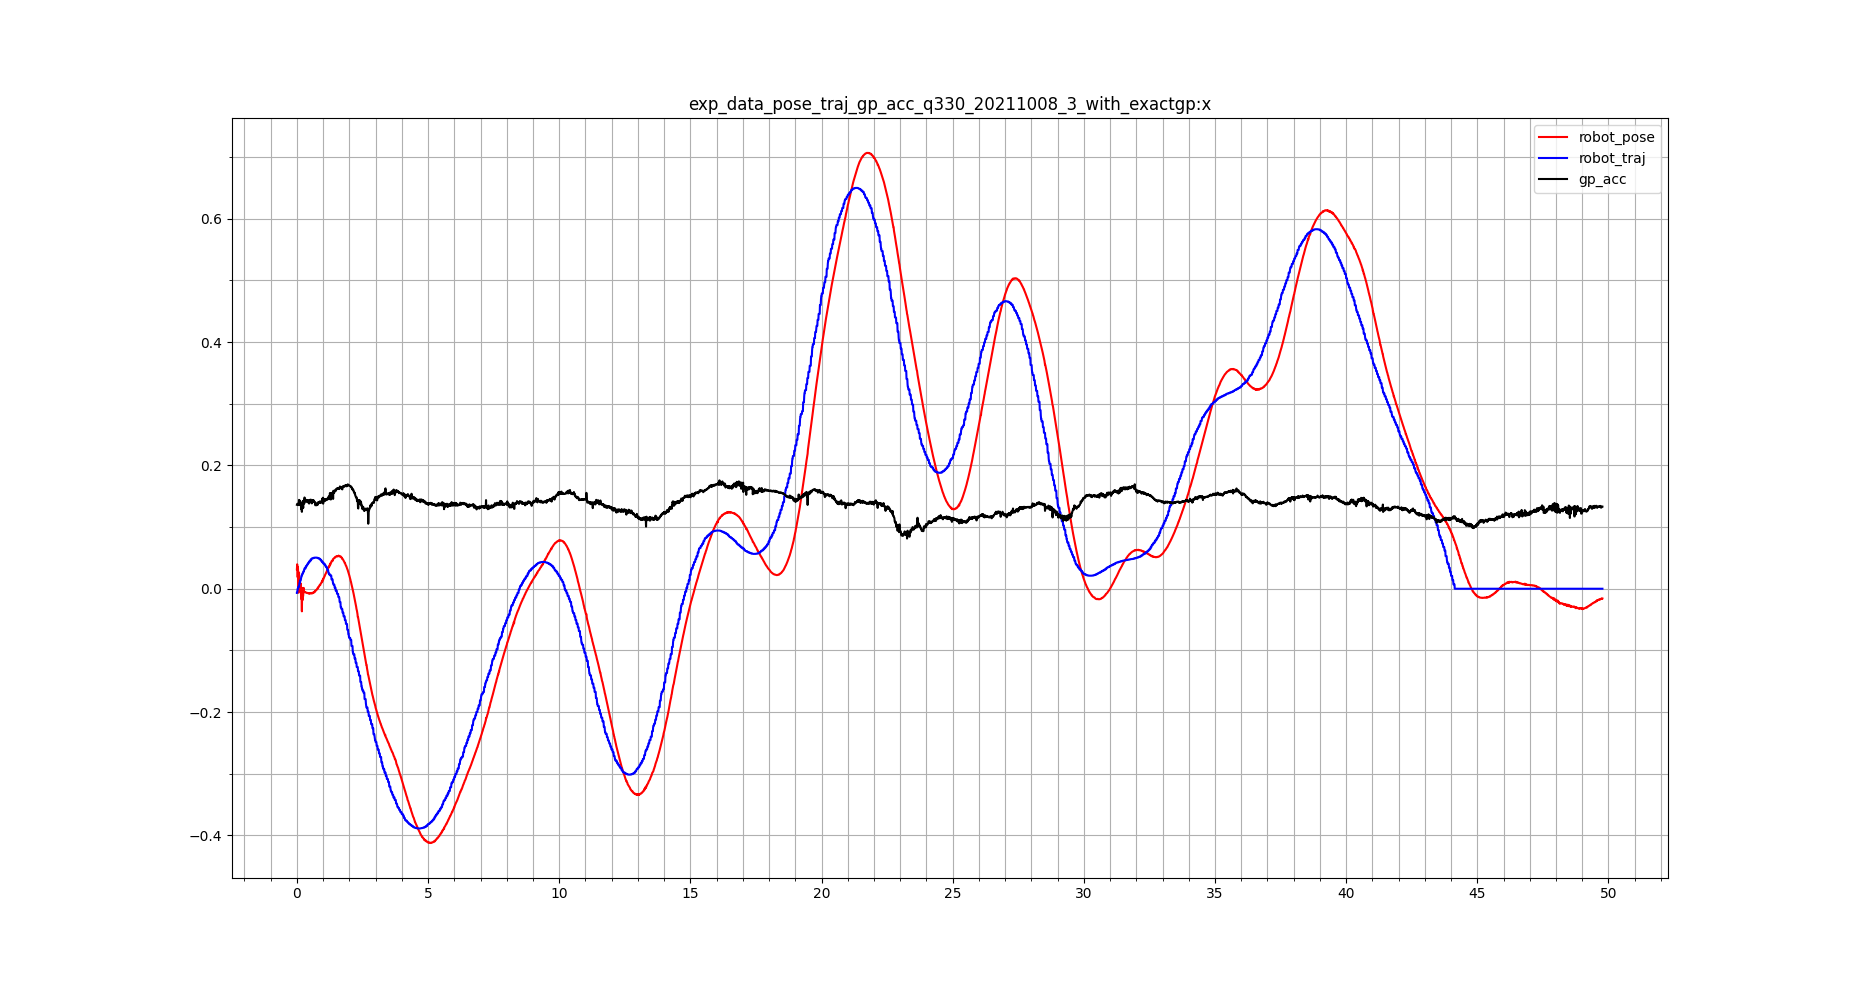 exp_data_pose_traj_gp_acc_q330_20211008_3_with_exactgp:x
robot_pose
robot_traj
gp_acc
0.6
0.4
0.2
0.0
−0.2
−0.4
0 5 10 15 20 25 30 35 40 45 50